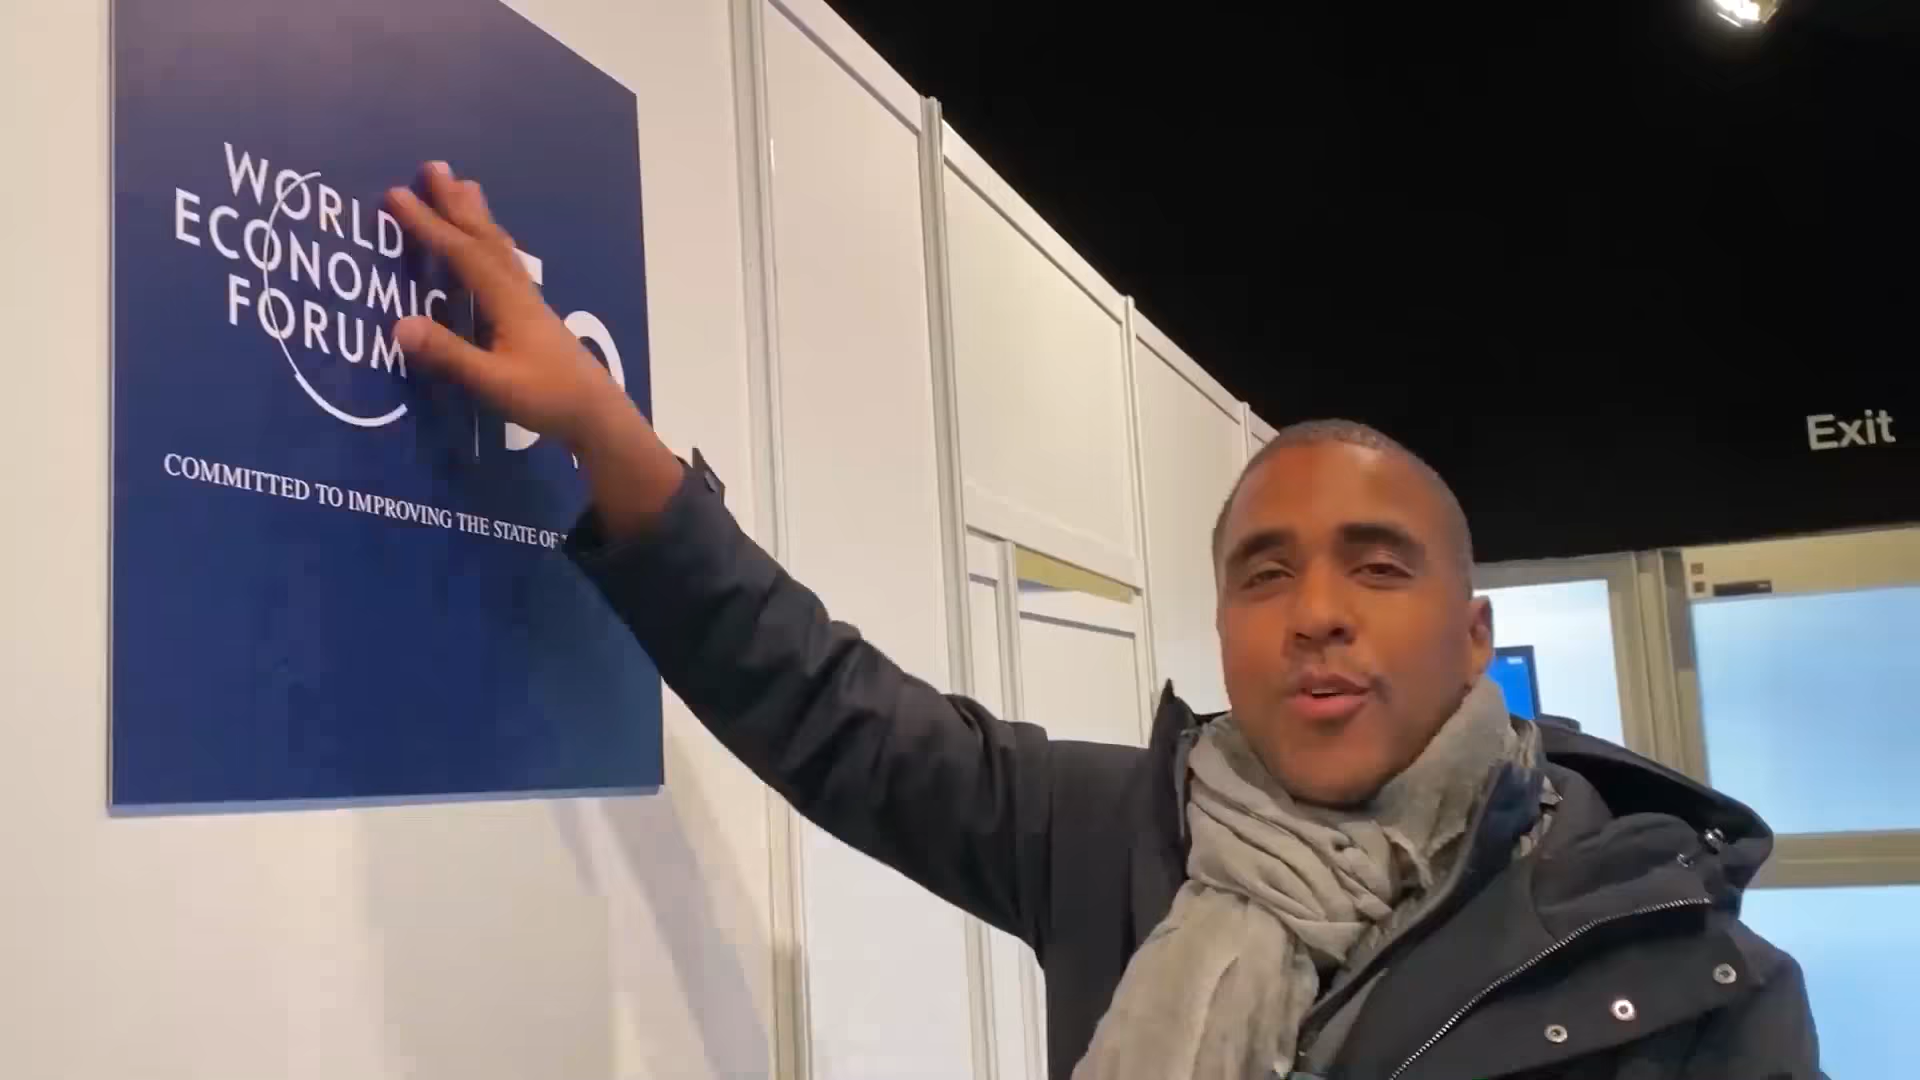 WORLD
ECONOMIC
FORUM
COMMITTED TO IMPROVING THE STATE OF
Exit